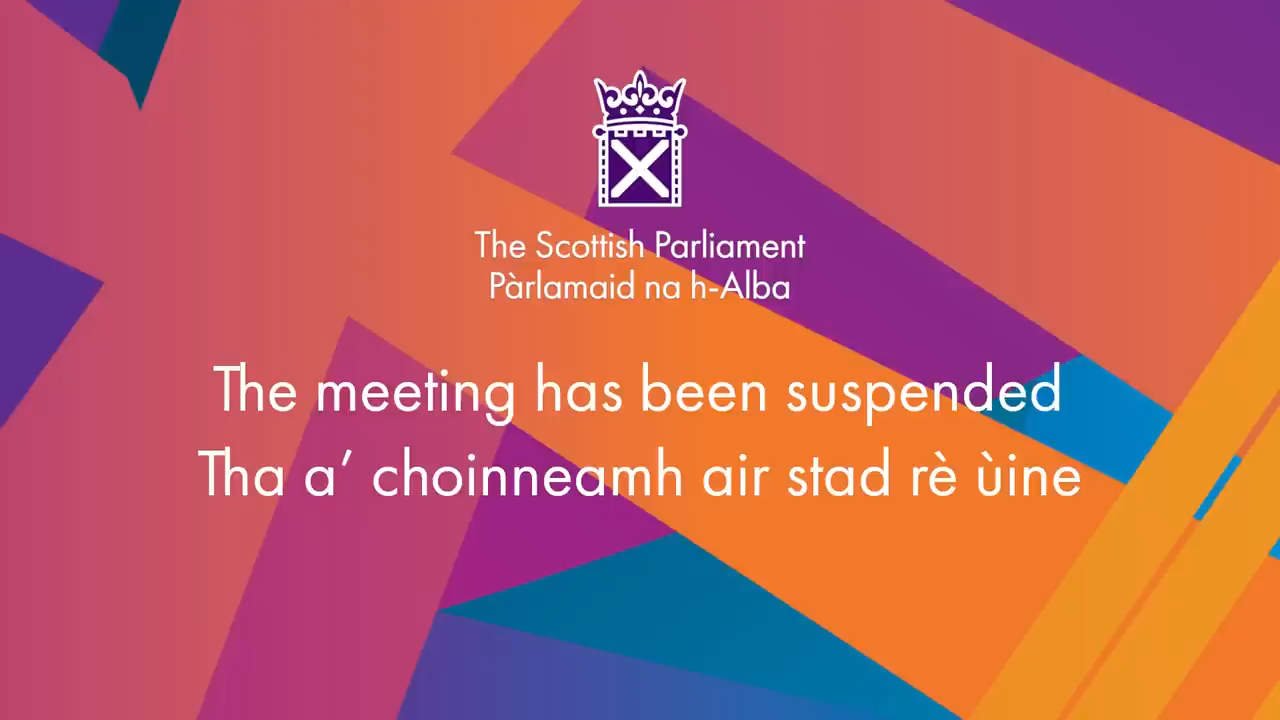 The Scottish Parliament
Pàrlamaid na h-Alba
The meeting has been suspended
Tha a’ choinneamh air stad rè ùine